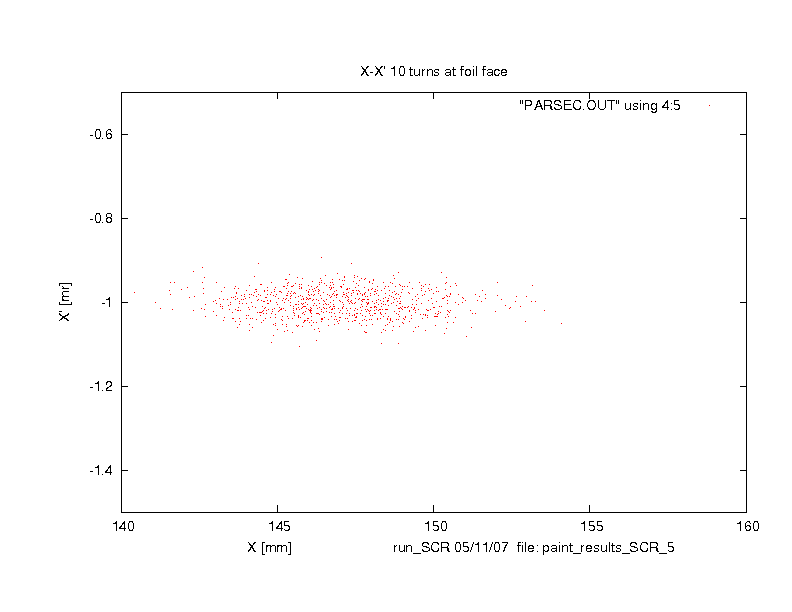 X-X' 10 turns at foil face
"PARSEC.OUT" using 4:5
-0.6
-0.8
-1
-1.2
-1.4
X' [mr]
140 145 150 155 160
X [mm] run_SCR 05/11/07 file: paint_results_SCR_5